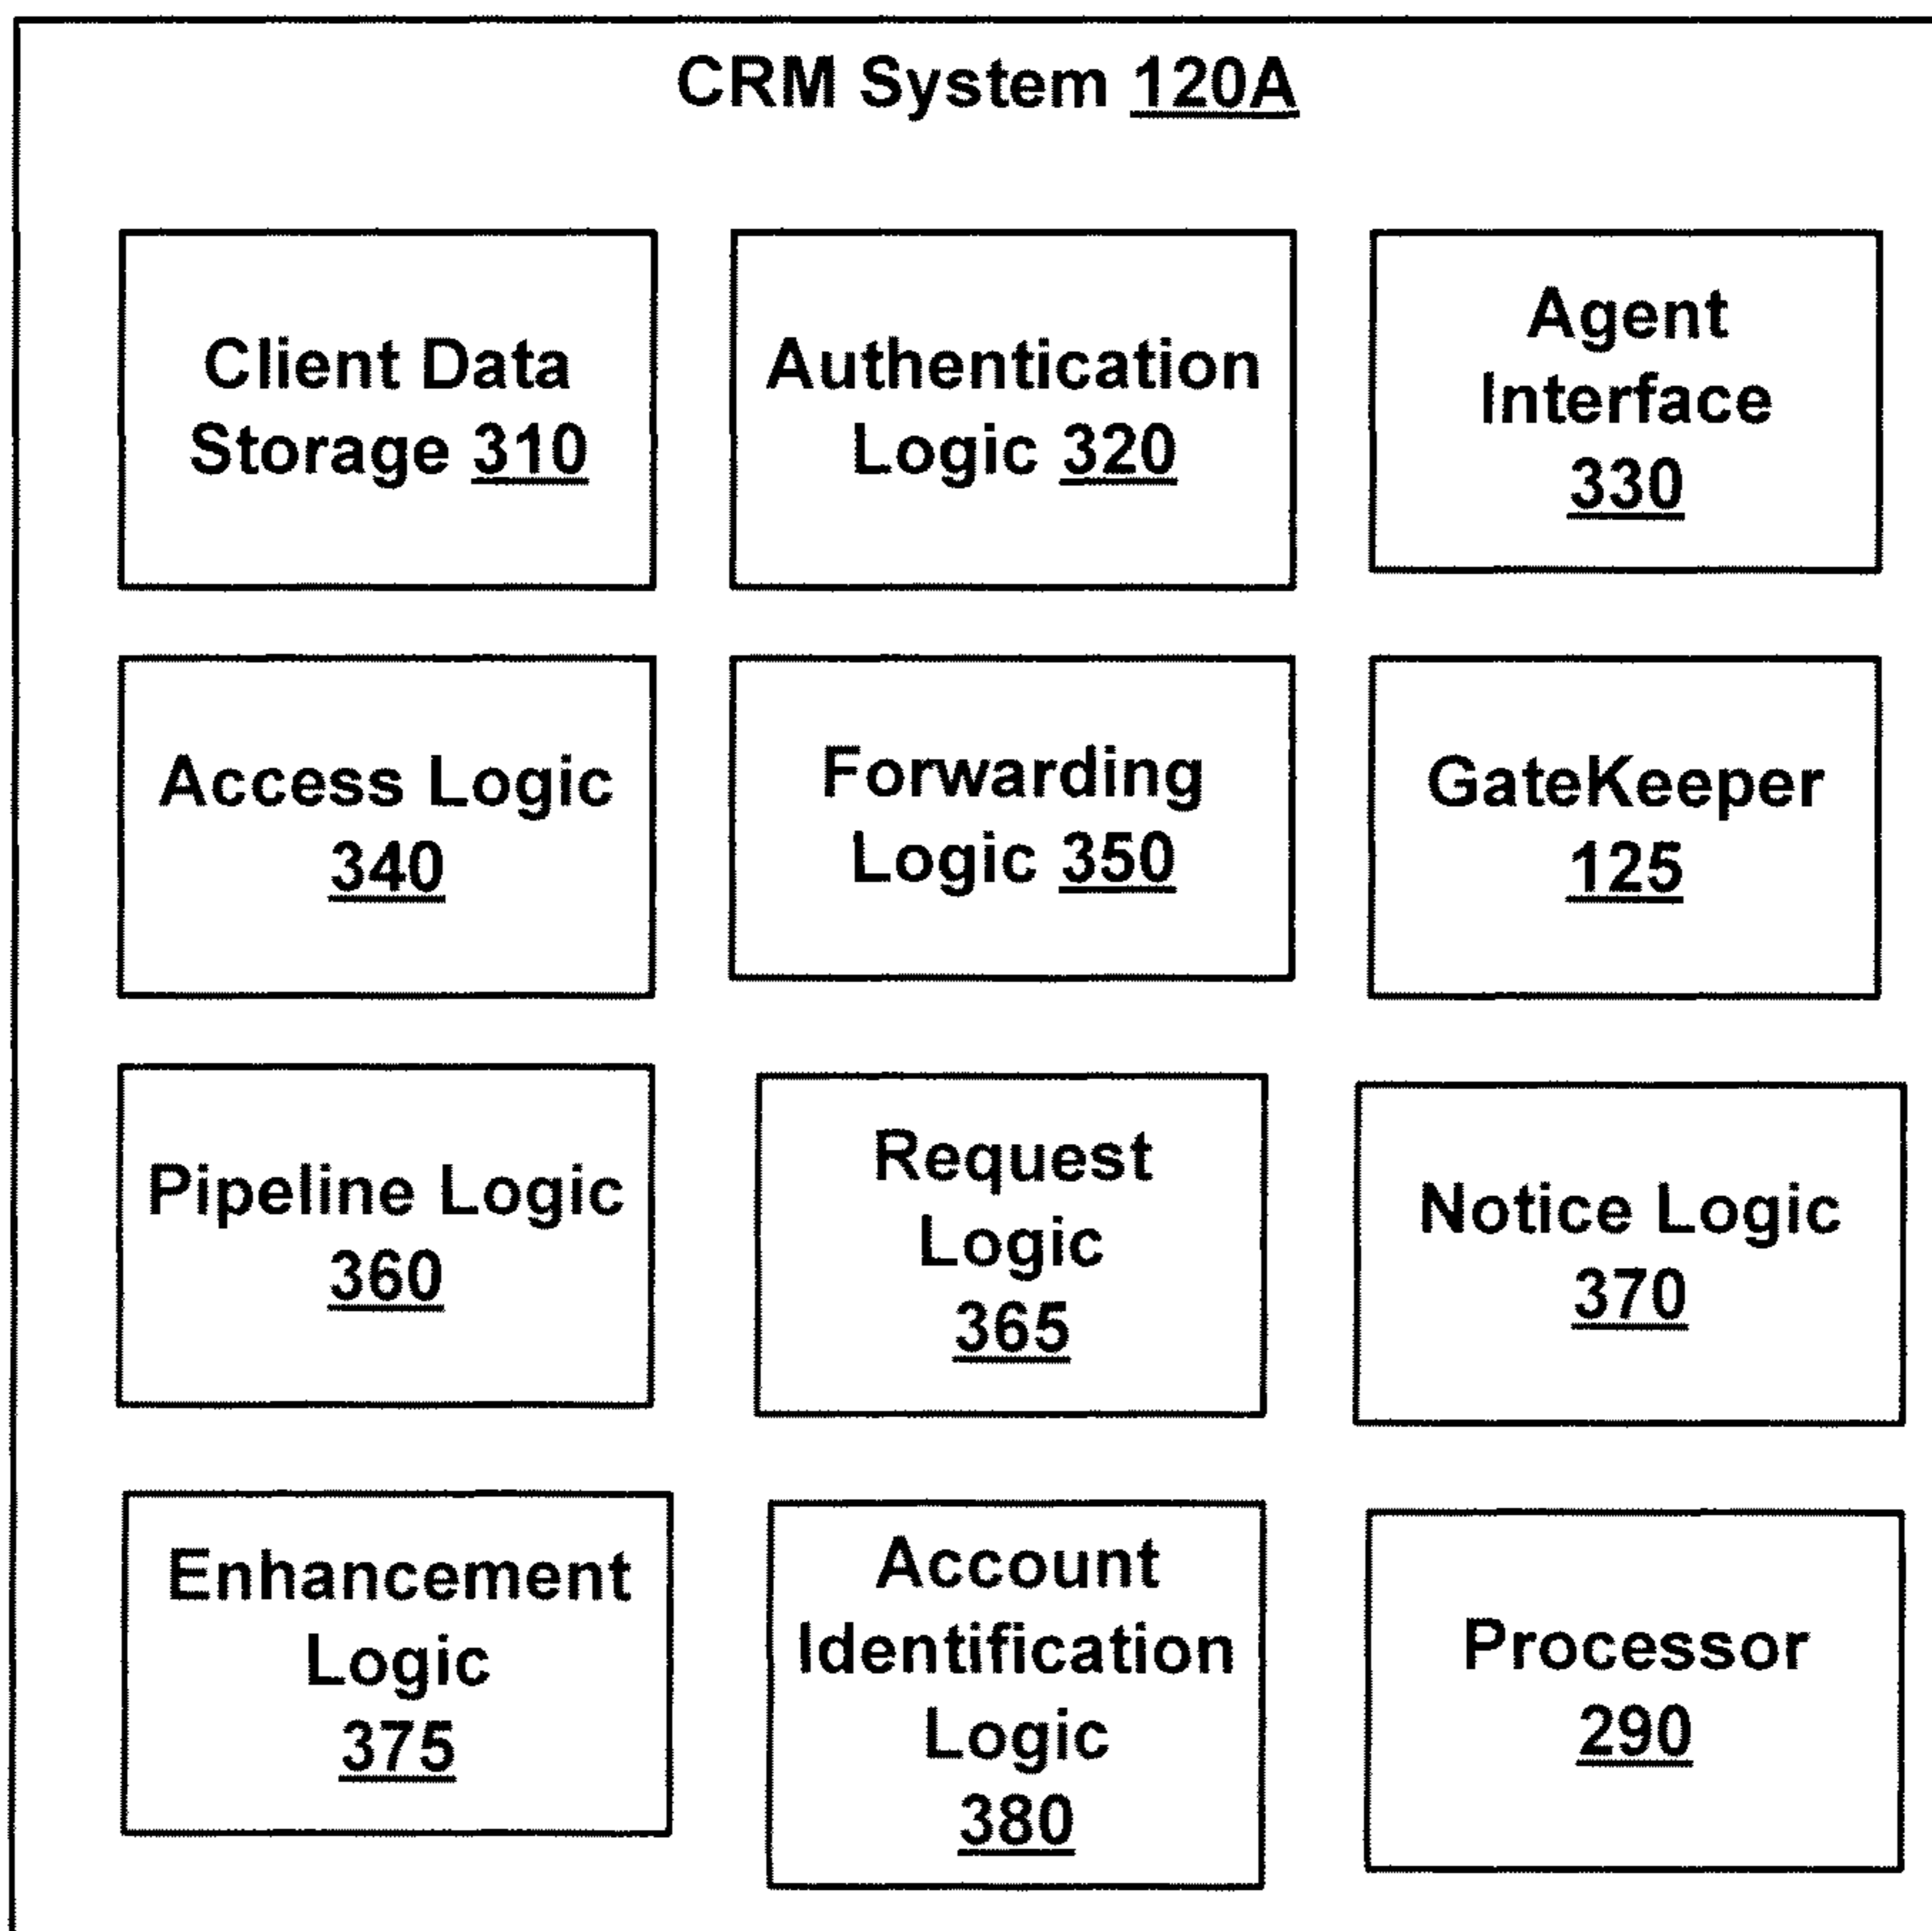 CRM System 120A
Client Data
Storage 310
Authentication
Logic 320
Agent
Interface
330
Access Logic
340
Forwarding
Logic 350
GateKeeper
125
Pipeline Logic
360
Request
Logic
365
Notice Logic
370
Enhancement
Logic
375
Account
Identification
Logic
380
Processor
290